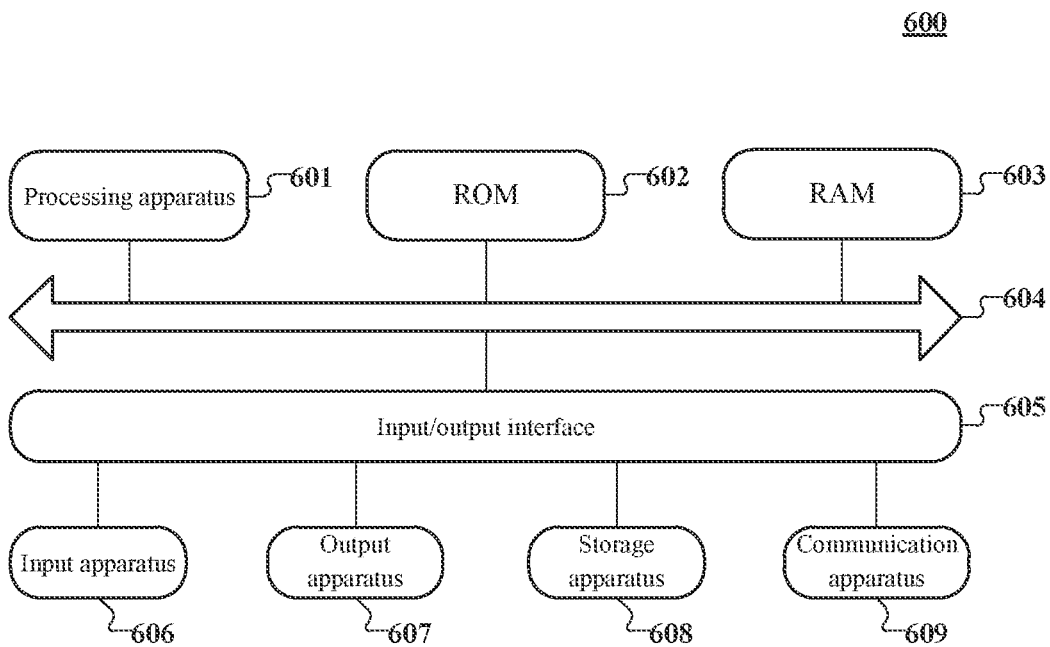 600
Processing apparatus
601
ROM
602
RAM
603
604
Input/output interface
605
Input apparatus
Output
apparatus
Storage
apparatus
Communication
apparatus
606
607
608
609